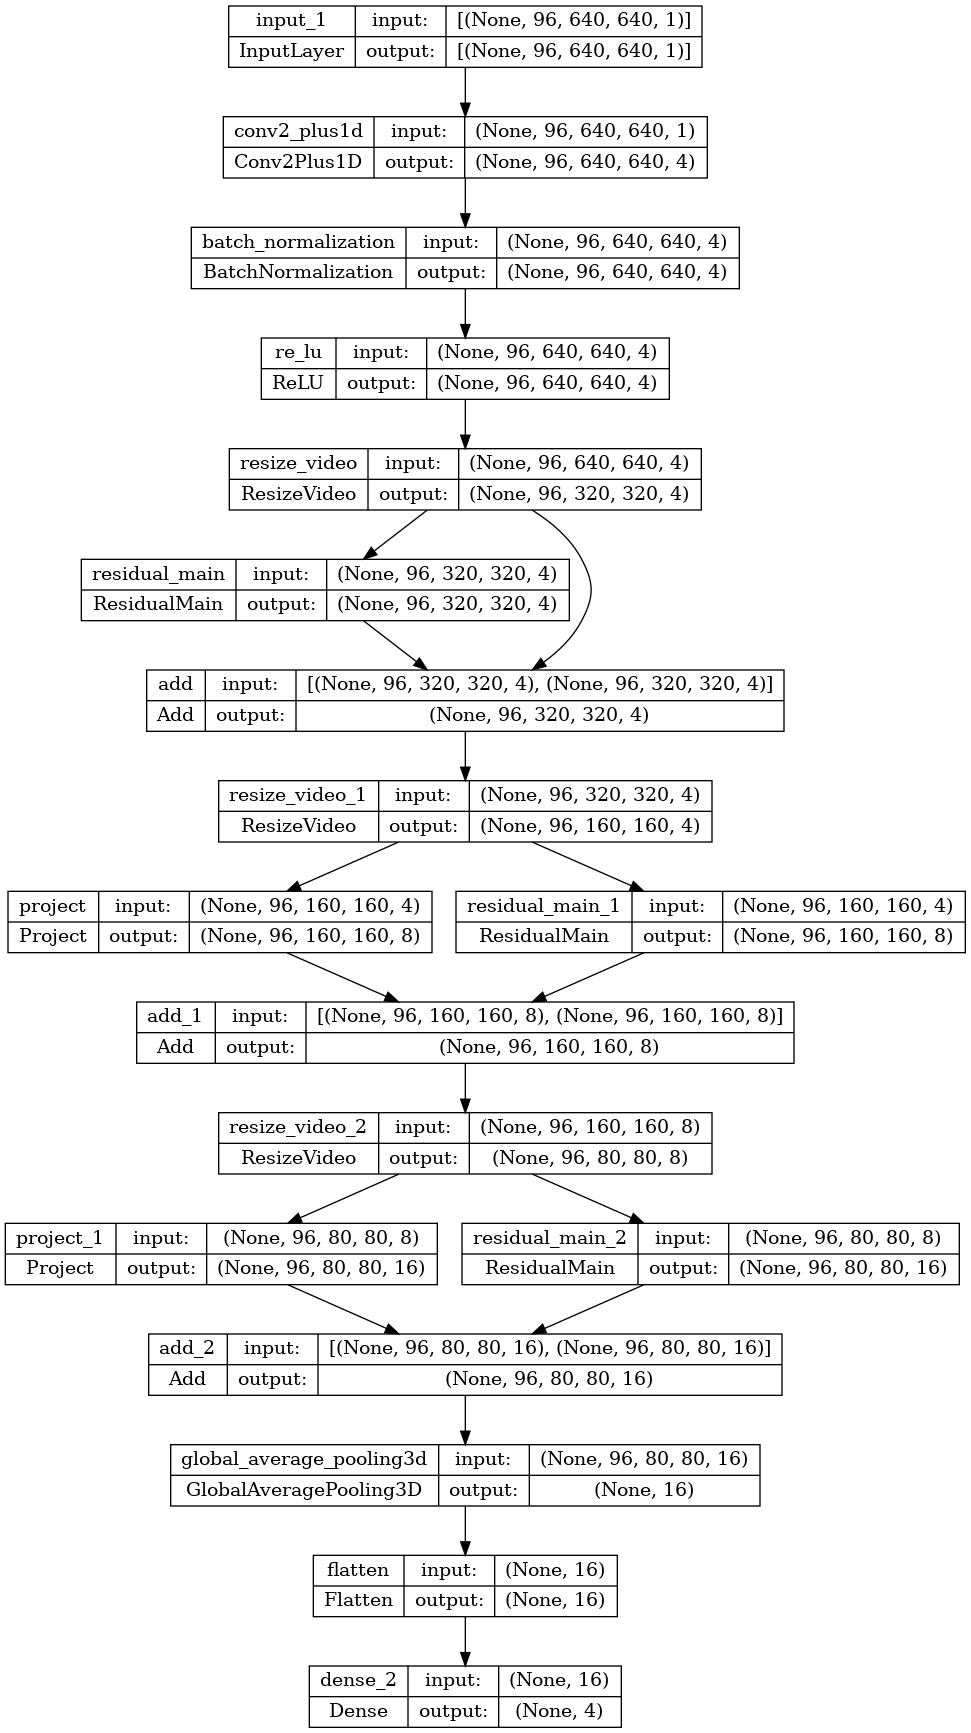 input_1 input: [(None, 96, 640, 640, 1)]
InputLayer output: [(None, 96, 640, 640, 1)]
conv2_plus1d input: (None, 96, 640, 640, 1)
Conv2Plus1D output: (None, 96, 640, 640, 4)
batch_normalization input: (None, 96, 640, 640, 4)
BatchNormalization output: (None, 96, 640, 640, 4)
re_lu input: (None, 96, 640, 640, 4)
ReLU output: (None, 96, 640, 640, 4)
resize_video input: (None, 96, 640, 640, 4)
ResizeVideo output: (None, 96, 320, 320, 4)
residual_main input: (None, 96, 320, 320, 4)
ResidualMain output: (None, 96, 320, 320, 4)
add input: [(None, 96, 320, 320, 4), (None, 96, 320, 320, 4)]
Add output: (None, 96, 320, 320, 4)
resize_video_1 input: (None, 96, 320, 320, 4)
ResizeVideo output: (None, 96, 160, 160, 4)
project input: (None, 96, 160, 160, 4)
Project output: (None, 96, 160, 160, 8)
residual_main_1 input: (None, 96, 160, 160, 4)
ResidualMain output: (None, 96, 160, 160, 8)
add_1 input: [(None, 96, 160, 160, 8), (None, 96, 160, 160, 8)]
Add output: (None, 96, 160, 160, 8)
resize_video_2 input: (None, 96, 160, 160, 8)
ResizeVideo output: (None, 96, 80, 80, 8)
project_1 input: (None, 96, 80, 80, 8)
Project output: (None, 96, 80, 80, 16)
residual_main_2 input: (None, 96, 80, 80, 8)
ResidualMain output: (None, 96, 80, 80, 16)
add_2 input: [(None, 96, 80, 80, 16), (None, 96, 80, 80, 16)]
Add output: (None, 96, 80, 80, 16)
global_average_pooling3d input: (None, 96, 80, 80, 16)
GlobalAveragePooling3D output: (None, 16)
flatten input: (None, 16)
Flatten output: (None, 16)
dense_2 input: (None, 16)
Dense output: (None, 4)